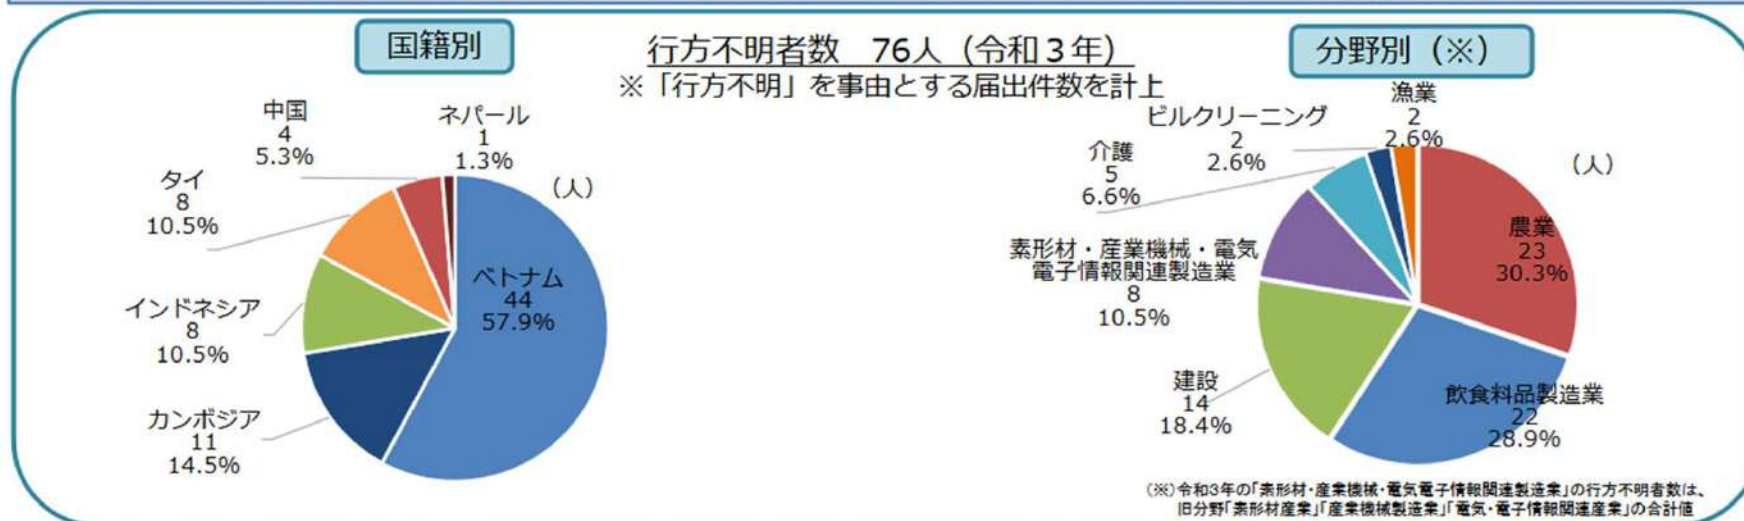 国籍別
行方不明者数　76人（令和３年）
※「行方不明」を事由とする届出件数を計上
分野別（※）
中国
4
5.3%
ネパール
1
1.3%
（人）
タイ
8
10.5%
インドネシア
8
10.5%
カンボジア
11
14.5%
ベトナム
44
57.9%
漁業
2
2.6%
ビルクリーニング
2
2.6%
（人）
介護
5
6.6%
素形材・産業機械・電気
電子情報関連製造業
8
10.5%
建設
14
18.4%
農業
23
30.3%
飲食料品製造業
22
28.9%
（※）令和3年の「素形材・産業機械・電気電子情報関連製造業」の行方不明者数は、
旧分野「素形材産業」「産業機械製造業」「電気・電子情報関連産業」の合計値